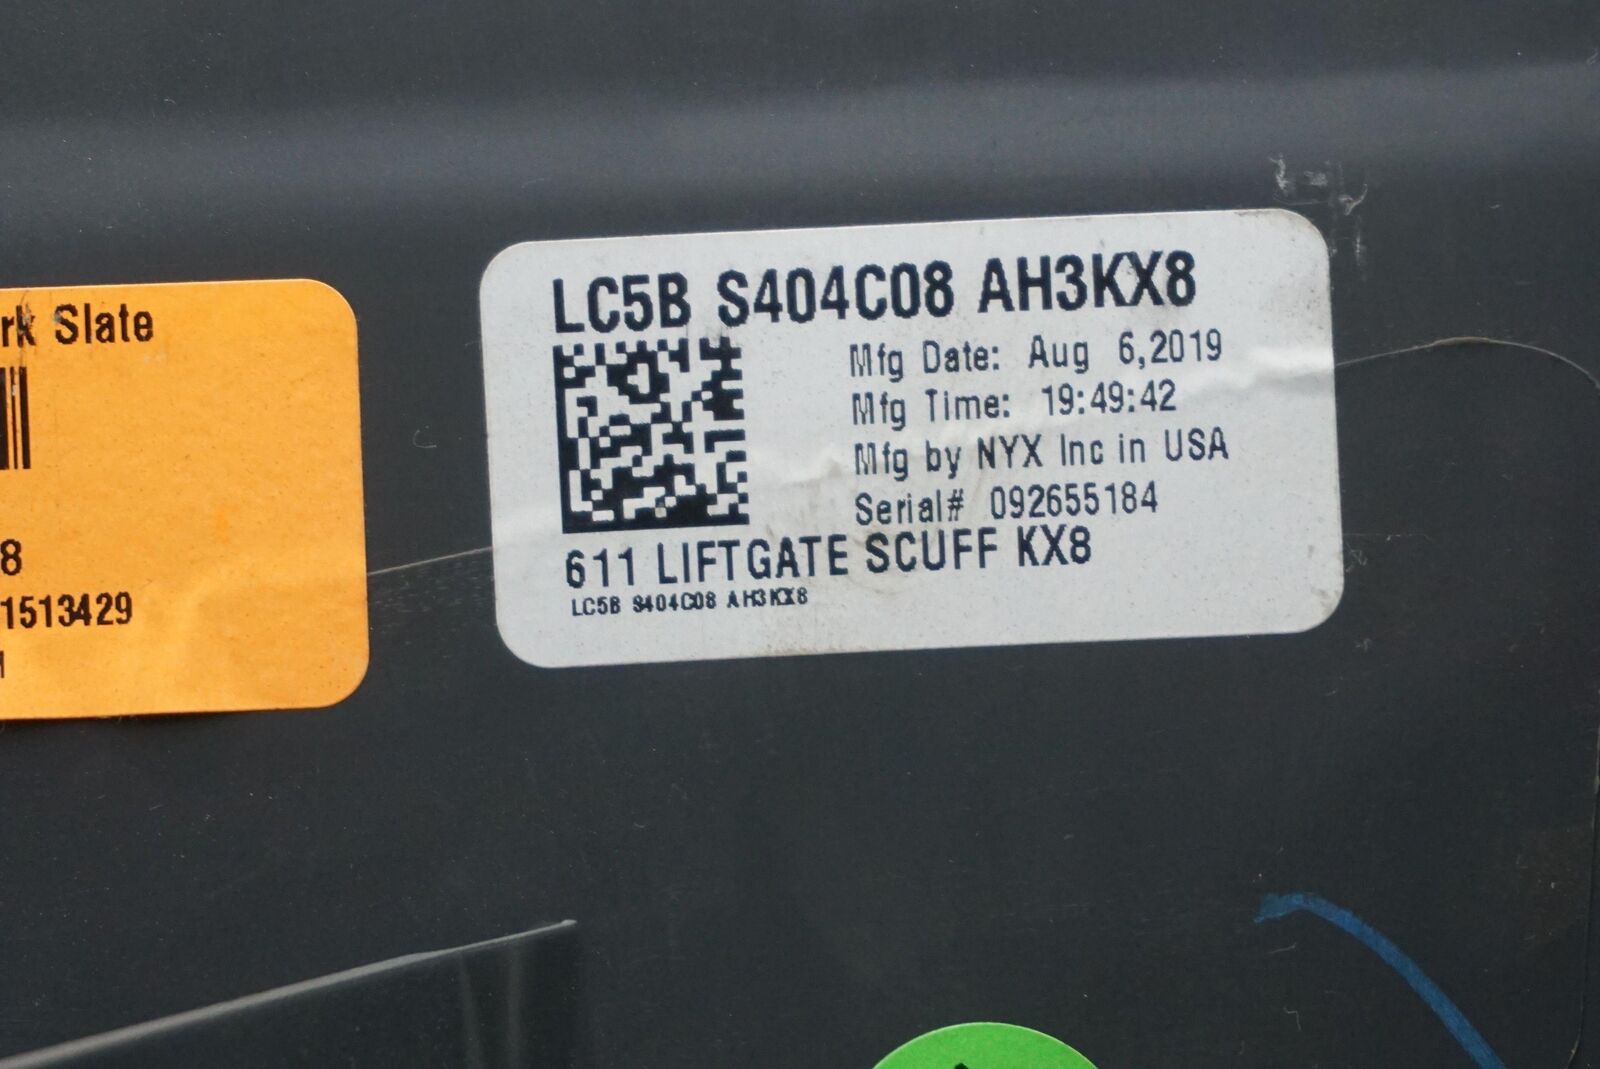 rk Slate
8
1513429
LC5B S404C08 AH3KX8
Mfg Date: Aug 6,2019
Mfg Time: 19:49:42
Mfg by NYX Inc in USA
Serial# 092655184
611 LIFTGATE SCUFF KX8
LC5B S404C08 AH3KX8